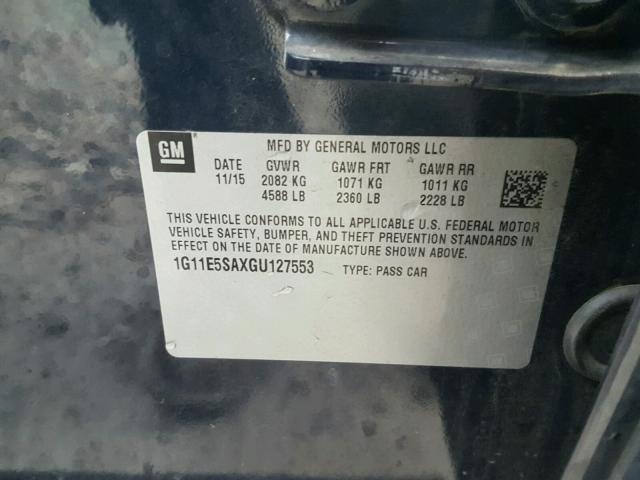 GM
MFD BY GENERAL MOTORS LLC
DATE GVWR GAWR FRT GAWR RR
11/15 2082 KG 1071 KG 1011 KG
4588 LB 2360 LB 2228 LB
THIS VEHICLE CONFORMS TO ALL APPLICABLE U.S. FEDERAL MOTOR
VEHICLE SAFETY, BUMPER, AND THEFT PREVENTION STANDARDS IN
EFFECT ON THE DATE OF MANUFACTURE SHOWN ABOVE.
1G11E5SAXGU127553 TYPE: PASS CAR